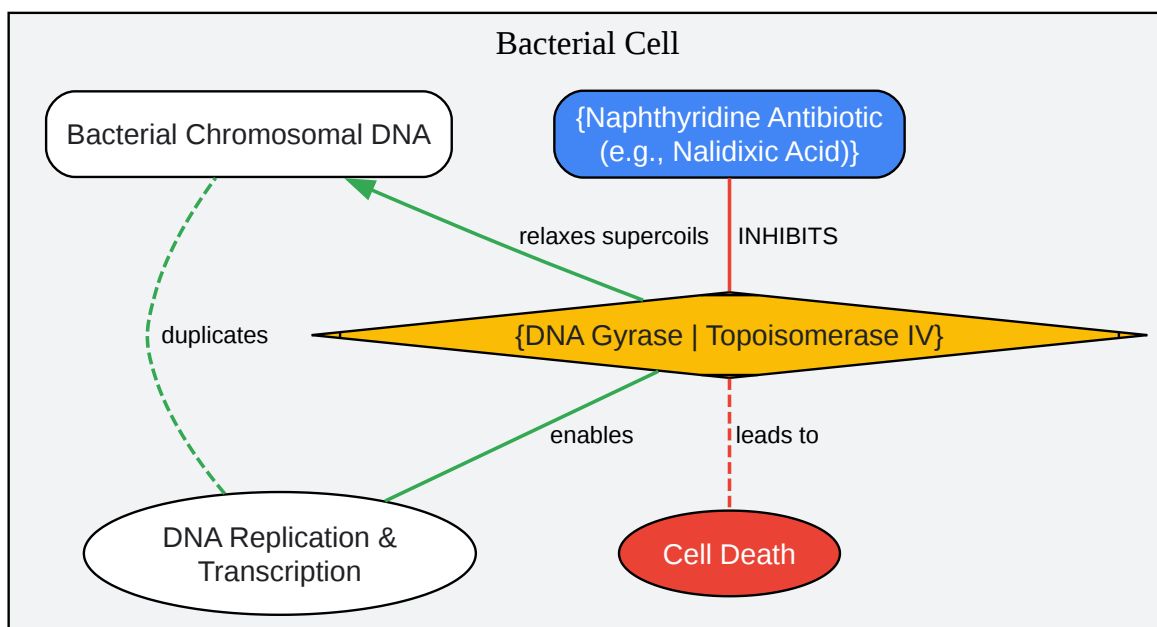 Bacterial Cell
Bacterial Chromosomal DNA
{Naphthyridine Antibiotic
(e.g., Nalidixic Acid)}
relaxes supercoils
INHIBITS
duplicates
{DNA Gyrase | Topoisomerase IV}
enables
leads to
DNA Replication &
Transcription
Cell Death